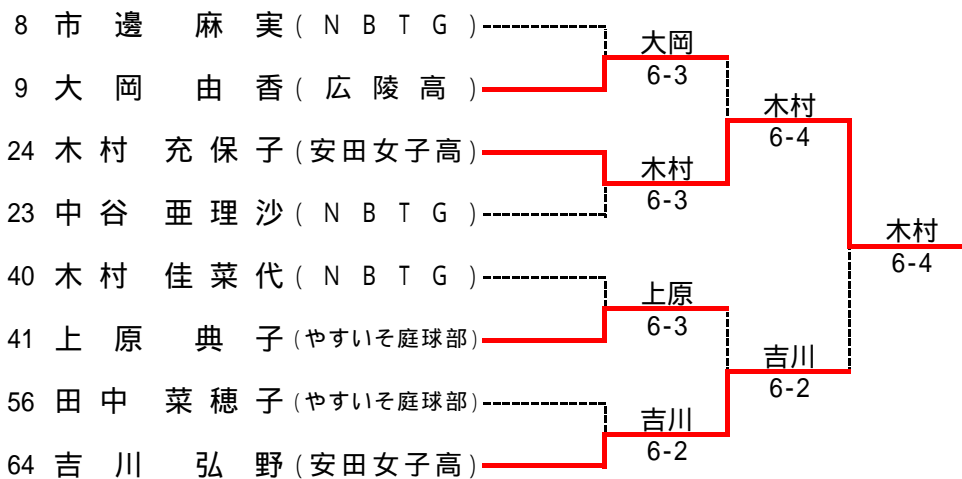 8 市邊 麻実 (NBTG)
9 大岡 由香 (広陵高)
24 木村 充保子 (安田女子高)
23 中谷 亜理沙 (NBTG)
40 木村 佳菜代 (NBTG)
41 上原 典子 (やすいそ庭球部)
56 田中 菜穂子 (やすいそ庭球部)
64 吉川 弘野 (安田女子高)
大岡
6-3
木村
6-3
上原
6-3
吉川
6-2
木村
6-4
吉川
6-2
木村
6-4